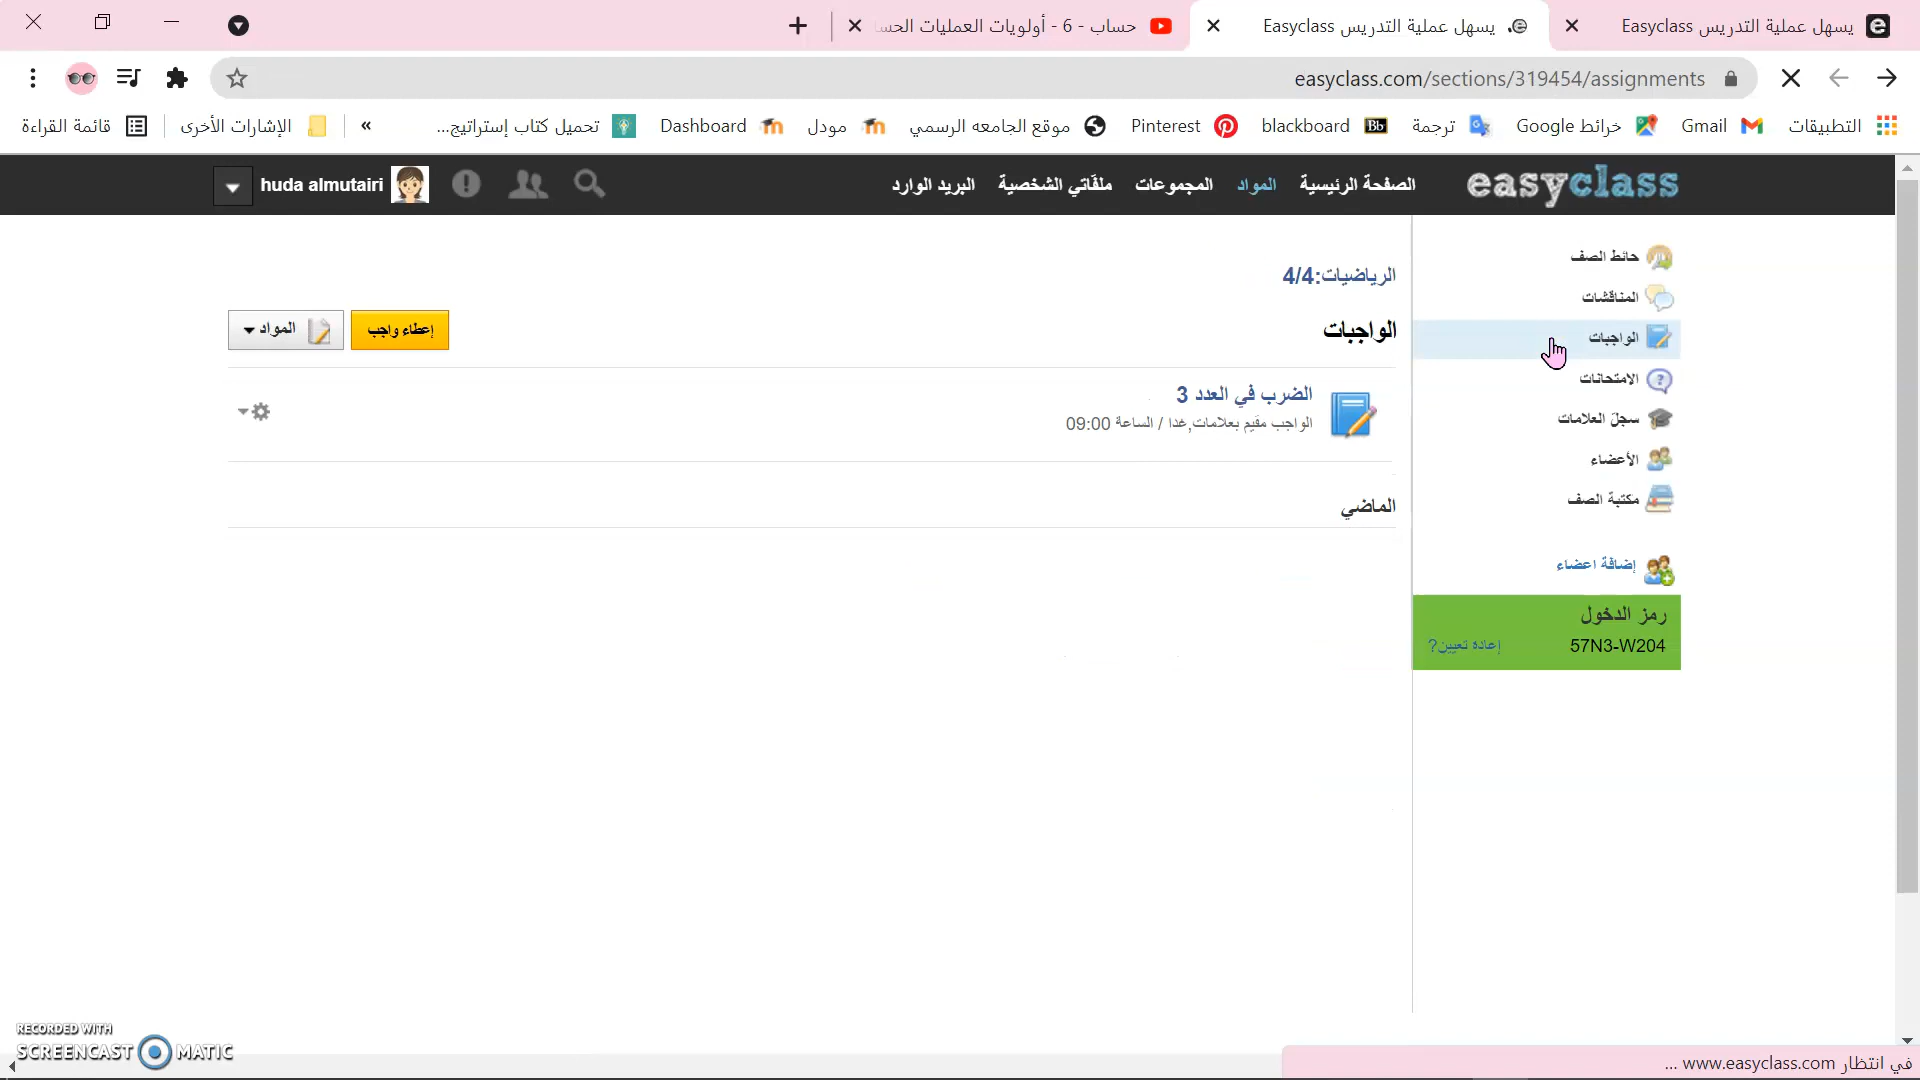 يسهل عملية التدريس Easyclass
يسهل عملية التدريس Easyclass
حساب - 6 - أولويات العمليات الحسا
easyclass.com/sections/319454/assignments
التطبيقات
Gmail
خرائط Google
ترجمة
blackboard
Pinterest
موقع الجامعه الرسمي
مودل
Dashboard
تحميل كتاب إستراتيج...
»
الإشارات الأخرى
قائمة القراءة
easyclass
الصفحة الرئيسية
المواد
المجموعات
ملفّاتي الشخصية
البريد الوارد
huda almutairi
حائط الصف
المناقشات
الواجبات
الامتحانات
سجلّ العلامات
الأعضاء
مكتبة الصف
إضافة اعضاء
رمز الدخول
57N3-W204
إعادة تعيين?
الرياضيات:4/4
الواجبات
إعطاء واجب
المواد
الضرب في العدد 3
الواجب مقَيم بعلامات,غدا / الساعة 09:00
الماضي
RECORDED WITH
SCREENCAST MATIC
في انتظار www.easyclass.com ...